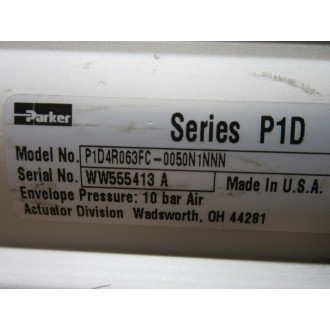 Parker
Series P1D
Model No. P1D4R063FC-0050N1NNN
Serial No. WW555413 A Made In U.S.A.
Envelope Pressure: 10 bar Air
Actuator Division Wadsworth, OH 44281